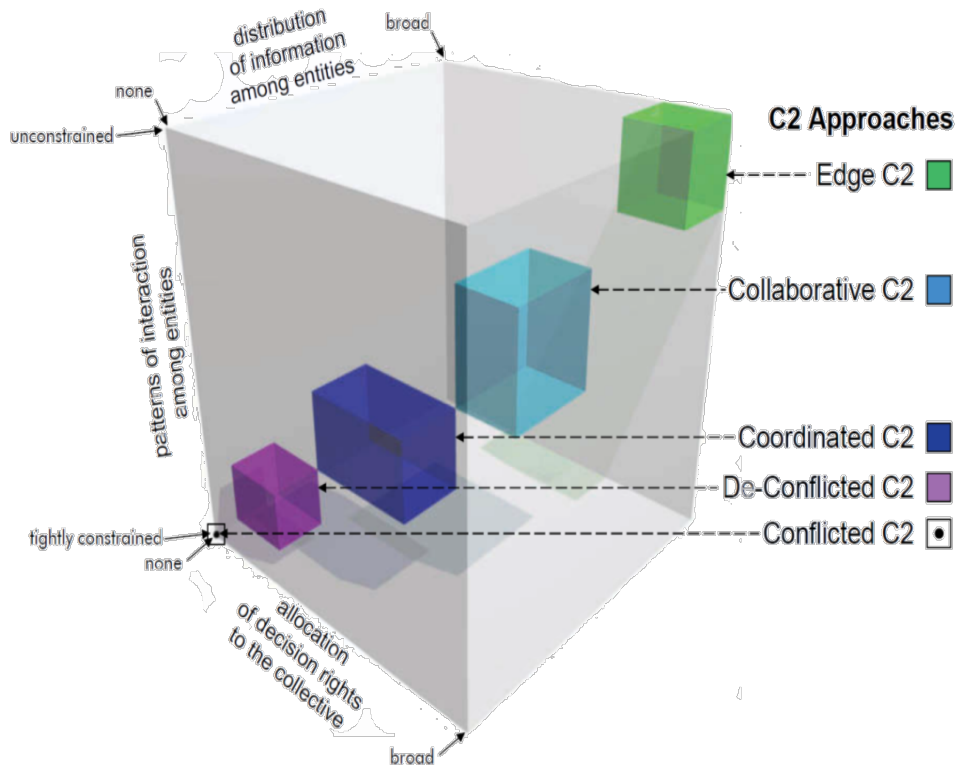 distribution
of information
among entities
broad
none
unconstrained
C2 Approaches
Edge C2
Collaborative C2
patterns of interaction
among entities
Coordinated C2
De-Conflicted C2
Conflicted C2
tightly constrained
none
allocation
of decision rights
to the collective
broad